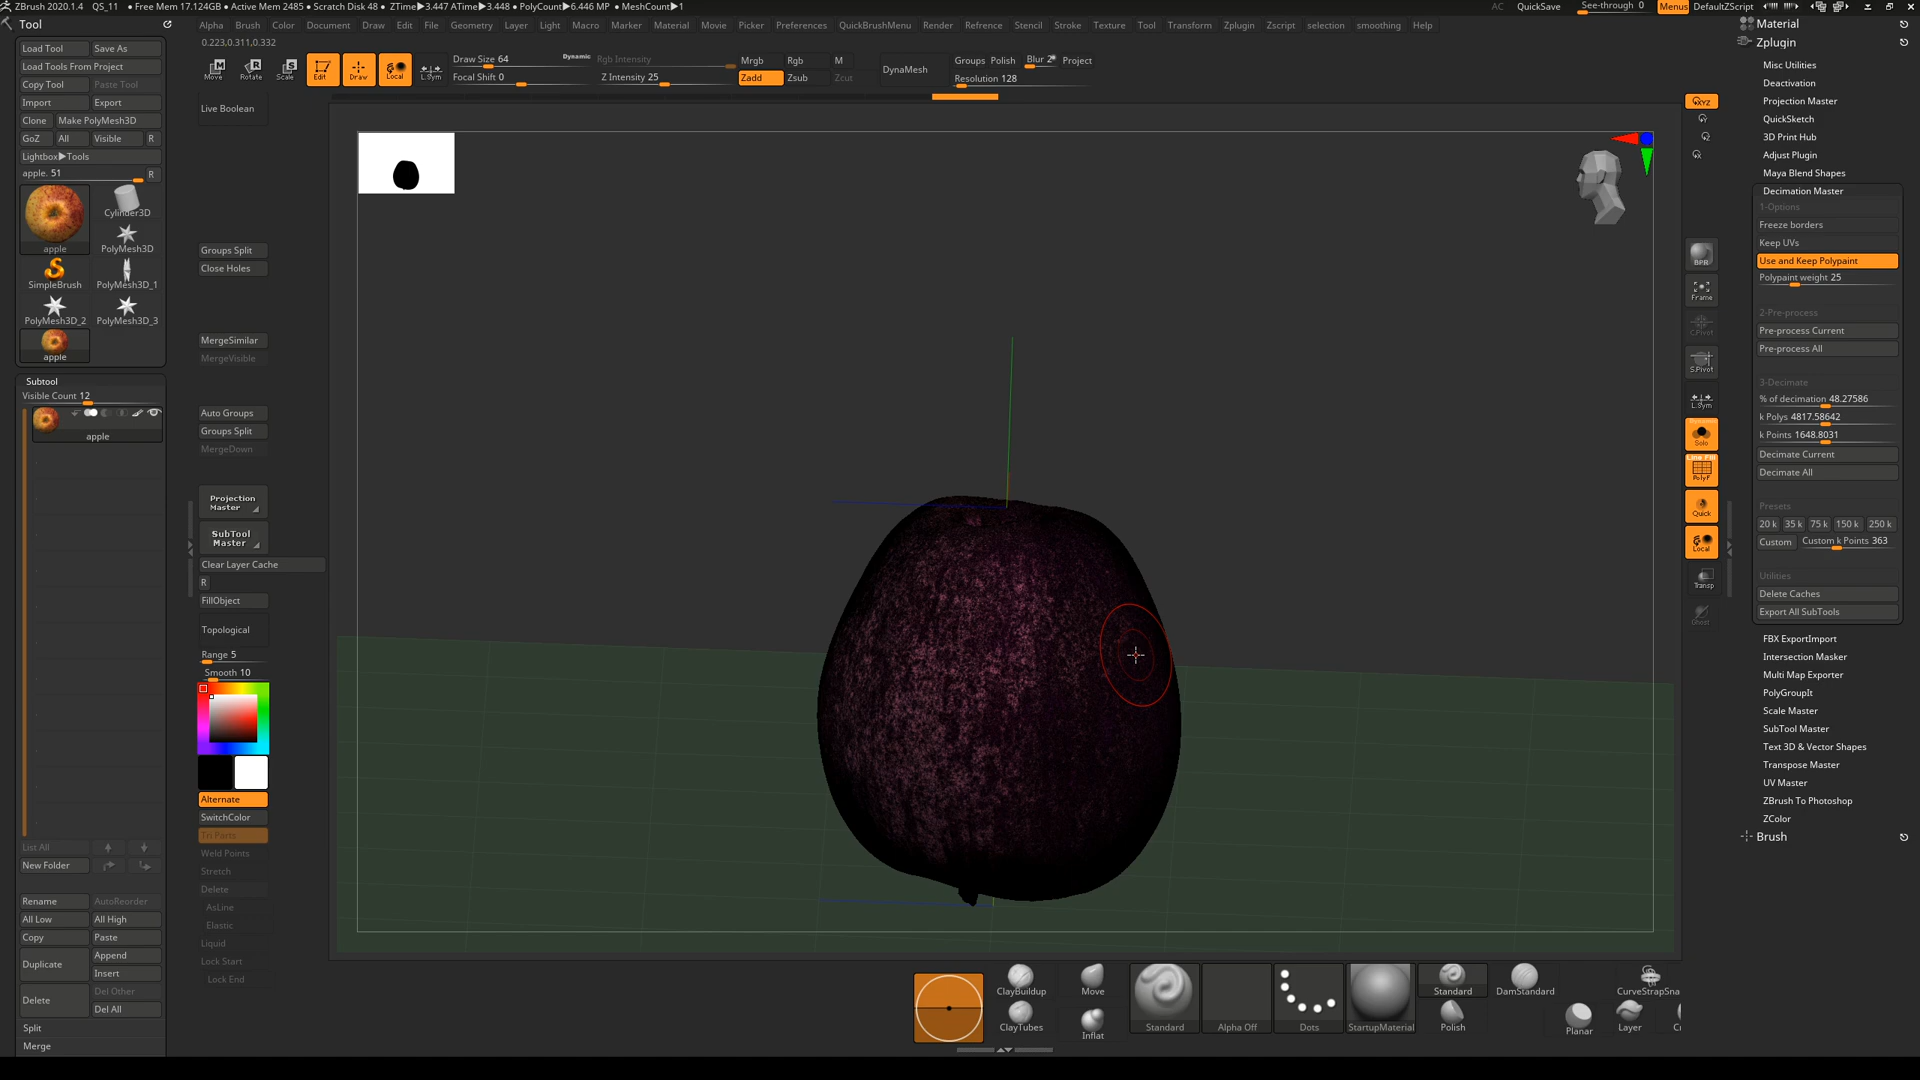 ZBrush 2020.1.4 QS_11 • Free Mem 17.124GB • Active Mem 2485 • Scratch Disk 48 • ZTime▶3.447 ATime▶3.448 • PolyCount▶6.446 MP • MeshCount▶1
AC QuickSave See-through 0 Menus DefaultZScript
Tool
Alpha Brush Color Document Draw Edit File Geometry Layer Light Macro Marker Material Movie Picker Preferences QuickBrushMenu Render Refrence Stencil Stroke Texture Tool Transform Zplugin Zscript selection smoothing Help
0.223,0.311,0.332
Load Tool Save As
Load Tools From Project
Copy Tool Paste Tool
Import Export
Clone Make PolyMesh3D
GoZ All Visible R
Lightbox▶Tools
apple. 51 R
apple
Cylinder3D
PolyMesh3D
SimpleBrush PolyMesh3D_1
PolyMesh3D_2 PolyMesh3D_3
apple
Subtool
Visible Count 12
apple
List All
New Folder
Rename AutoReorder
All Low All High
Copy Paste
Duplicate Append
Insert
Delete Del Other
Del All
Split
Merge
Move Rotate Scale Edit Draw Local L.Sym
Draw Size 64 Dynamic
Focal Shift 0
Rgb Intensity
Z Intensity 25
Mrgb Rgb M
Zadd Zsub Zcut
DynaMesh
Groups Polish Blur 2 Project
Resolution 128
Live Boolean
Groups Split
Close Holes
MergeSimilar
MergeVisible
Auto Groups
Groups Split
MergeDown
Projection
Master
SubTool
Master
Clear Layer Cache
R
FillObject
Topological
Range 5
Smooth 10
Alternate
SwitchColor
Tri Parts
Weld Points
Stretch
Delete
AsLine
Elastic
Liquid
Lock Start
Lock End
XYZ
BPR
Frame
C.Pivot
S.Pivot
L.Sym
Solo
Line Fill
PolyF
Quick
Local
Transp
Ghost
Material
Zplugin
Misc Utilities
Deactivation
Projection Master
QuickSketch
3D Print Hub
Adjust Plugin
Maya Blend Shapes
Decimation Master
1-Options
Freeze borders
Keep UVs
Use and Keep Polypaint
Polypaint weight 25
2-Pre-process
Pre-process Current
Pre-process All
3-Decimate
% of decimation 48.27586
k Polys 4817.58642
k Points 1648.8031
Decimate Current
Decimate All
Presets
20 k 35 k 75 k 150 k 250 k
Custom Custom k Points 363
Utilities
Delete Caches
Export All SubTools
FBX ExportImport
Intersection Masker
Multi Map Exporter
PolyGroupIt
Scale Master
SubTool Master
Text 3D & Vector Shapes
Transpose Master
UV Master
ZBrush To Photoshop
ZColor
Brush
ClayBuildup Move Standard DamStandard CurveStrapSna
ClayTubes Inflat Standard Alpha Off Dots StartupMaterial Polish Planar Layer